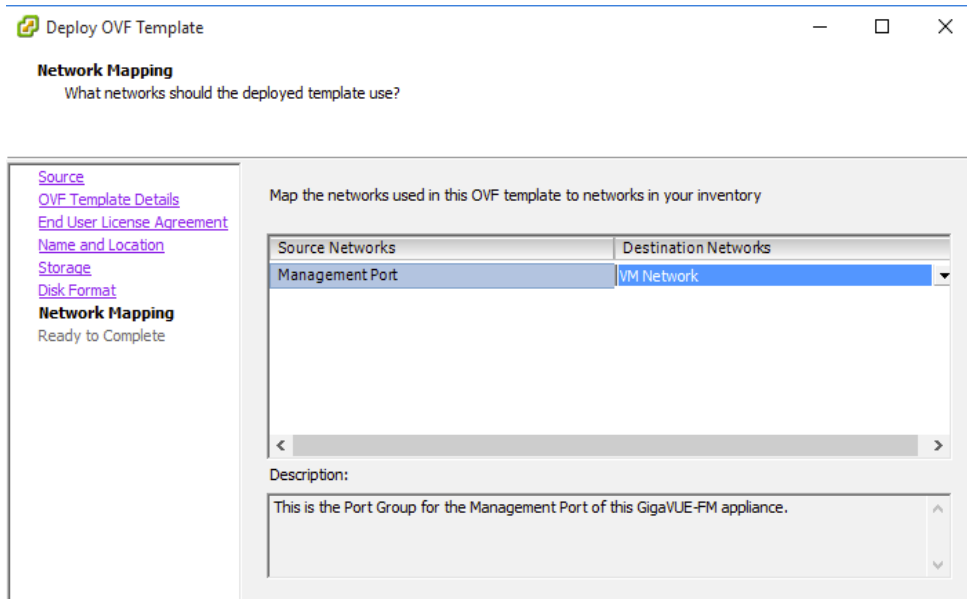 Deploy OVF Template
Network Mapping
What networks should the deployed template use?
Source
OVF Template Details
End User License Agreement
Name and Location
Storage
Disk Format
Network Mapping
Ready to Complete
Map the networks used in this OVF template to networks in your inventory
Source Networks Destination Networks
Management Port VM Network
Description:
This is the Port Group for the Management Port of this GigaVUE-FM appliance.